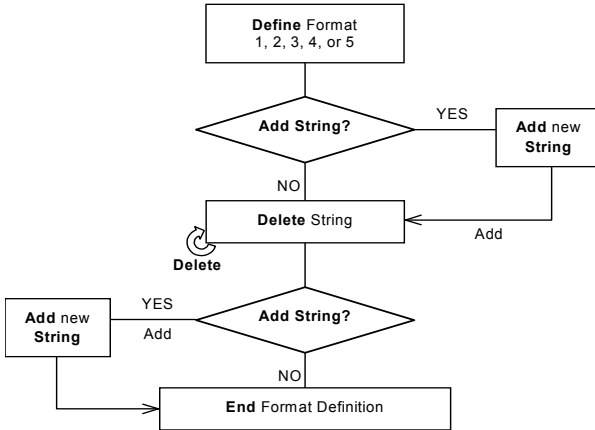 Define Format
1, 2, 3, 4, or 5
Add String?
YES
Add new
String
NO
Delete String
Add
Delete
Add String?
YES
Add
Add new
String
NO
End Format Definition